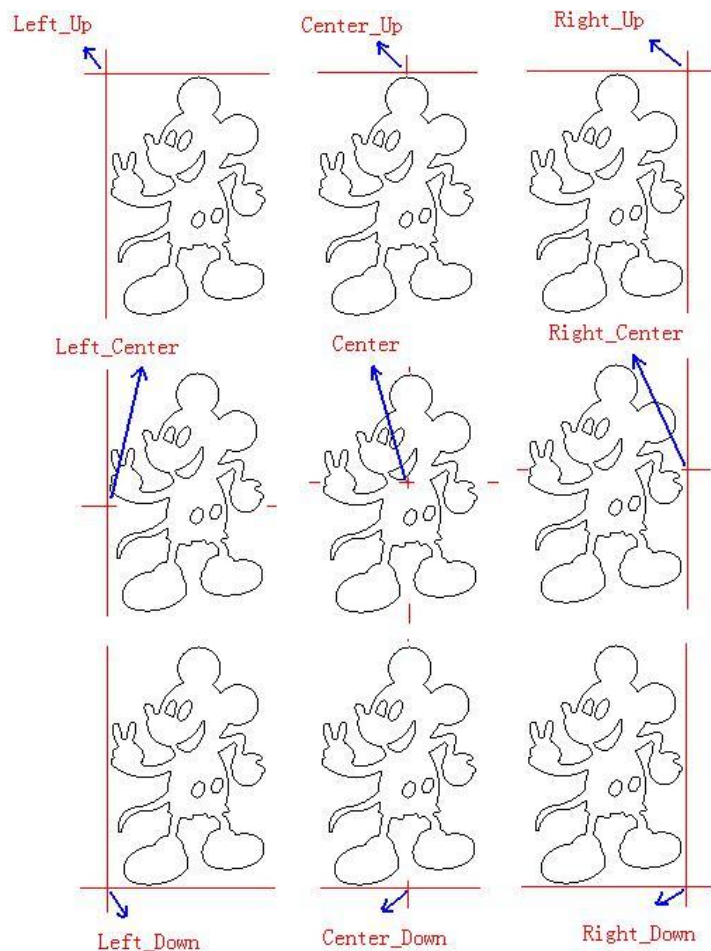 Left_Up
Center_Up
Right_Up
Left_Center
Center
Right_Center
Left_Down
Center_Down
Right_Down